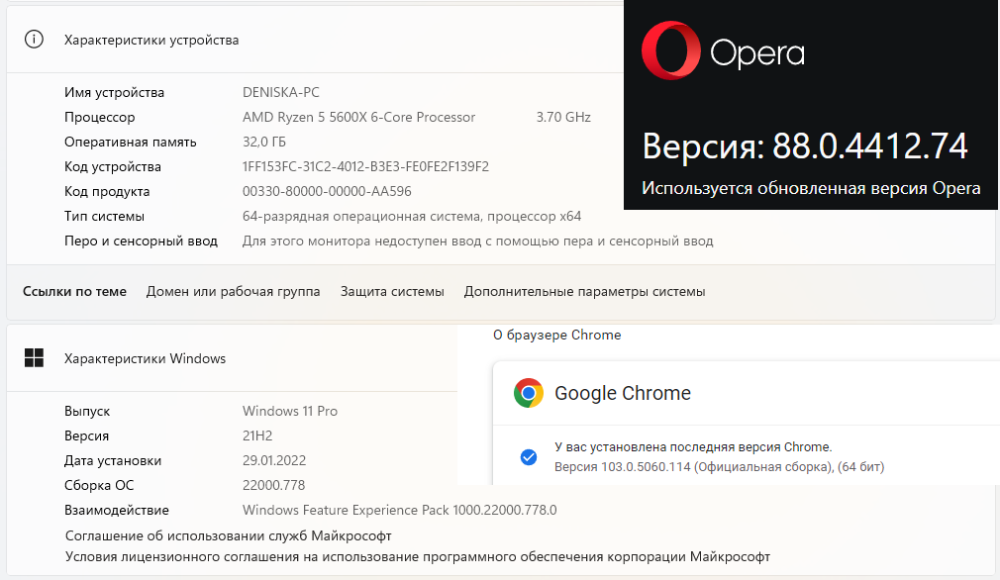 Характеристики устройства
Имя устройства DENISKA-PC
Процессор AMD Ryzen 5 5600X 6-Core Processor 3.70 GHz
Оперативная память 32,0 ГБ
Код устройства 1FF153FC-31C2-4012-B3E3-FE0FE2F139F2
Код продукта 00330-80000-00000-AA596
Тип системы 64-разрядная операционная система, процессор x64
Перо и сенсорный ввод Для этого монитора недоступен ввод с помощью пера и сенсорный ввод
Opera
Версия: 88.0.4412.74
Используется обновленная версия Opera
Ссылки по теме Домен или рабочая группа Защита системы Дополнительные параметры системы
Характеристики Windows
Выпуск Windows 11 Pro
Версия 21H2
Дата установки 29.01.2022
Сборка ОС 22000.778
Взаимодействие Windows Feature Experience Pack 1000.22000.778.0
Соглашение об использовании служб Майкрософт
Условия лицензионного соглашения на использование программного обеспечения корпорации Майкрософт
О браузере Chrome
Google Chrome
У вас установлена последняя версия Chrome.
Версия 103.0.5060.114 (Официальная сборка), (64 бит)